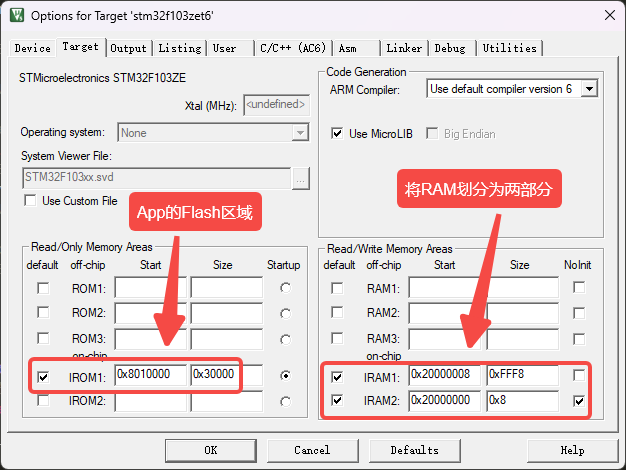 Options for Target 'stm32f103zet6'
Device Target Output Listing User C/C++ (AC6) Asm Linker Debug Utilities
STMicroelectronics STM32F103ZE
Xtal (MHz): <undefined>
Operating system: None
System Viewer File:
STM32F103xx.svd ...
Use Custom File
Code Generation
ARM Compiler: Use default compiler version 6
Use MicroLIB Big Endian
App的Flash区域
将RAM划分为两部分
Read/Only Memory Areas
default off-chip Start Size Startup
ROM1:
ROM2:
ROM3:
on-chip
IROM1: 0x8010000 0x30000
IROM2:
Read/Write Memory Areas
default off-chip Start Size NoInit
RAM1:
RAM2:
RAM3:
on-chip
IRAM1: 0x20000008 0xFFF8
IRAM2: 0x20000000 0x8
OK Cancel Defaults Help